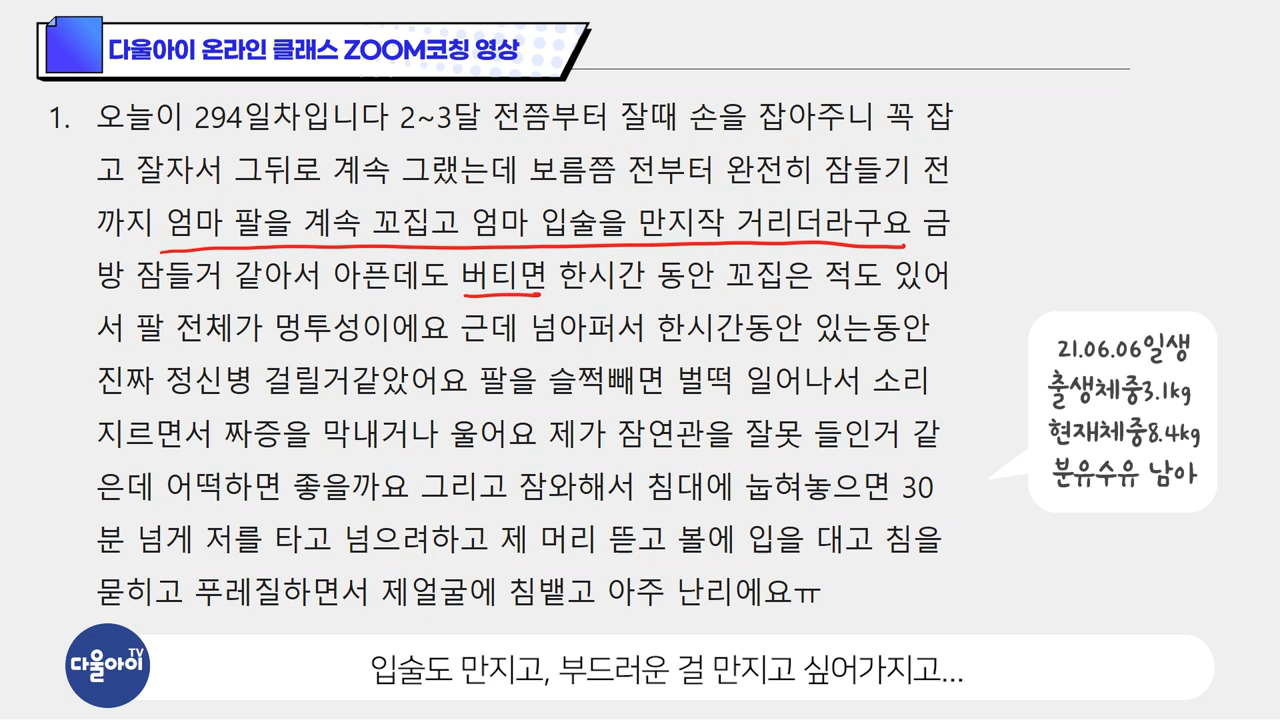 다울아이 온라인 클래스 ZOOM코칭 영상
1. 오늘이 294일차입니다 2~3달 전쯤부터 잘때 손을 잡아주니 꼭 잡
고 잘자서 그뒤로 계속 그랬는데 보름쯤 전부터 완전히 잠들기 전
까지 엄마 팔을 계속 꼬집고 엄마 입술을 만지작 거리더라구요 금
방 잠들거 같아서 아픈데도 버티면 한시간 동안 꼬집은 적도 있어
서 팔 전체가 멍투성이에요 근데 넘아퍼서 한시간동안 있는동안
진짜 정신병 걸릴거같았어요 팔을 슬쩍빼면 벌떡 일어나서 소리
지르면서 짜증을 막내거나 울어요 제가 잠연관을 잘못 들인거 같
은데 어떡하면 좋을까요 그리고 잠와해서 침대에 눕혀놓으면 30
분 넘게 저를 타고 넘으려하고 제 머리 뜯고 볼에 입을 대고 침을
묻히고 푸레질하면서 제얼굴에 침뱉고 아주 난리에요ㅠ
21.06.06일생
출생체중3.1kg
현재체중8.4kg
분유수유 남아
다울아이 TV
입술도 만지고, 부드러운 걸 만지고 싶어가지고...